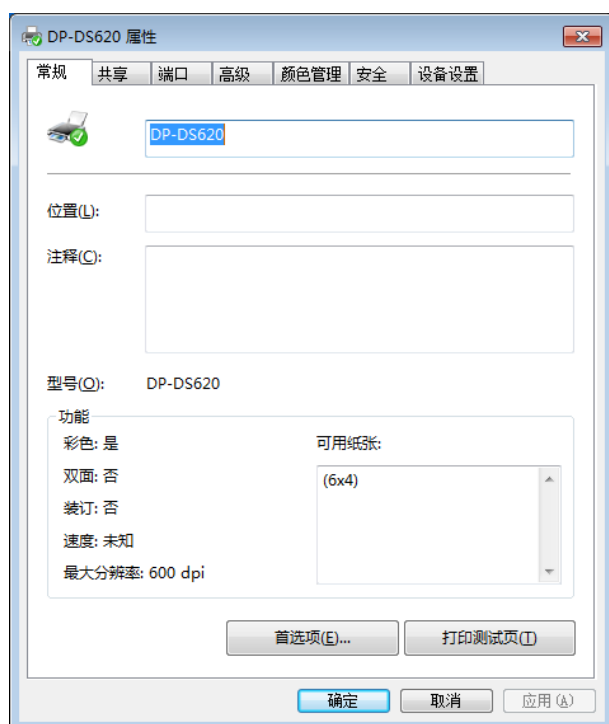 DP-DS620 属性
常规 共享 端口 高级 颜色管理 安全 设备设置
DP-DS620
位置(L):
注释(C):
型号(O): DP-DS620
功能
彩色: 是 可用纸张:
双面: 否 (6x4)
装订: 否
速度: 未知
最大分辨率: 600 dpi
首选项(E)... 打印测试页(T)
确定 取消 应用(A)